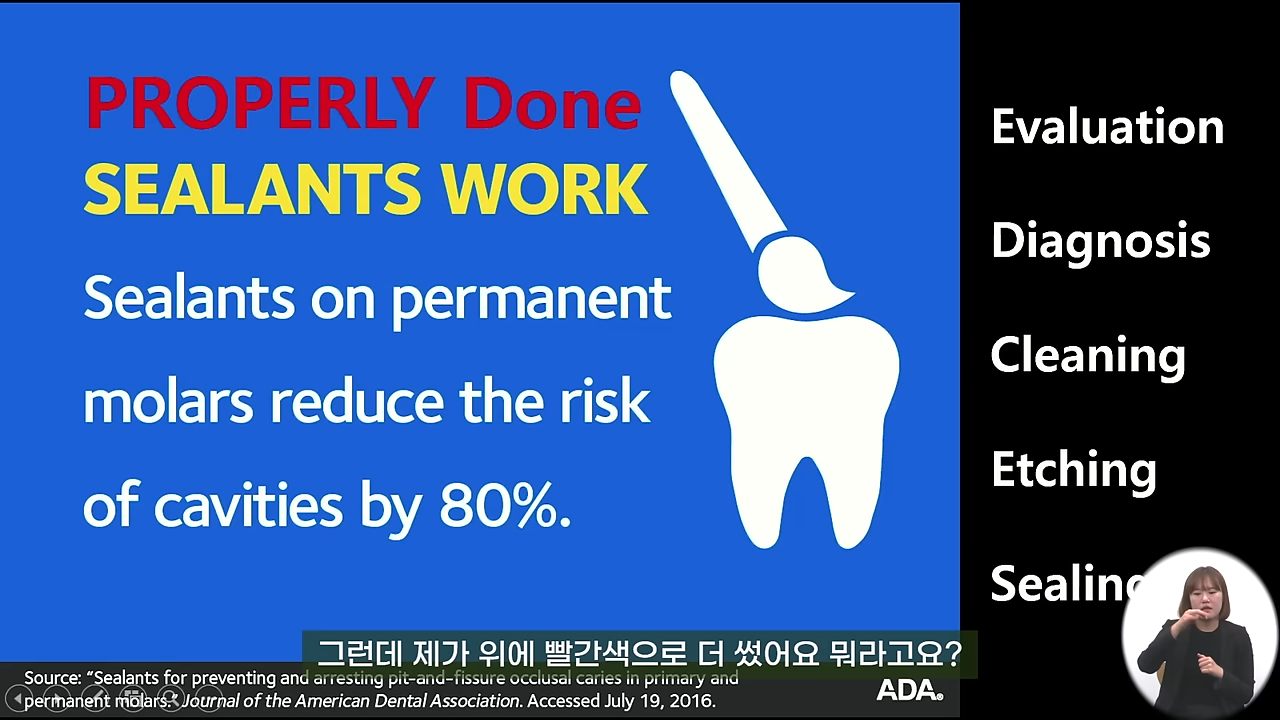 PROPERLY Done
SEALANTS WORK
Sealants on permanent
molars reduce the risk
of cavities by 80%.
Evaluation
Diagnosis
Cleaning
Etching
Sealing
그런데 제가 위에 빨간색으로 더 썼어요 뭐라고요?
Source: “Sealants for preventing and arresting pit-and-fissure occlusal caries in primary and
permanent molars.” Journal of the American Dental Association. Accessed July 19, 2016.
ADA.